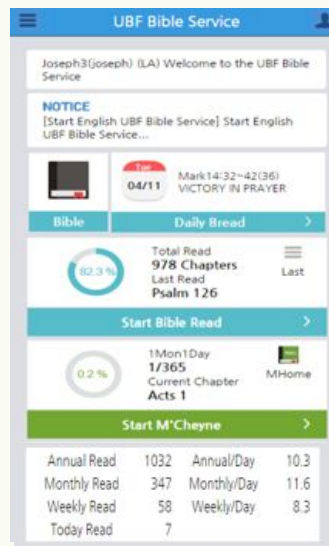 UBF Bible Service
Joseph3(joseph) (LA) Welcome to the UBF Bible
Service
NOTICE
[Start English UBF Bible Service] Start English
UBF Bible Service...
Tue
04/11
Mark14:32~42(36)
VICTORY IN PRAYER
Bible
Daily Bread >
82.3 %
Total Read
978 Chapters
Last Read
Psalm 126
Last
Start Bible Read >
0.2 %
1Mon1Day
1/365
Current Chapter
Acts 1
MHome
Start M'Cheyne >
Annual Read 1032 Annual/Day 10.3
Monthly Read 347 Monthly/Day 11.6
Weekly Read 58 Weekly/Day 8.3
Today Read 7